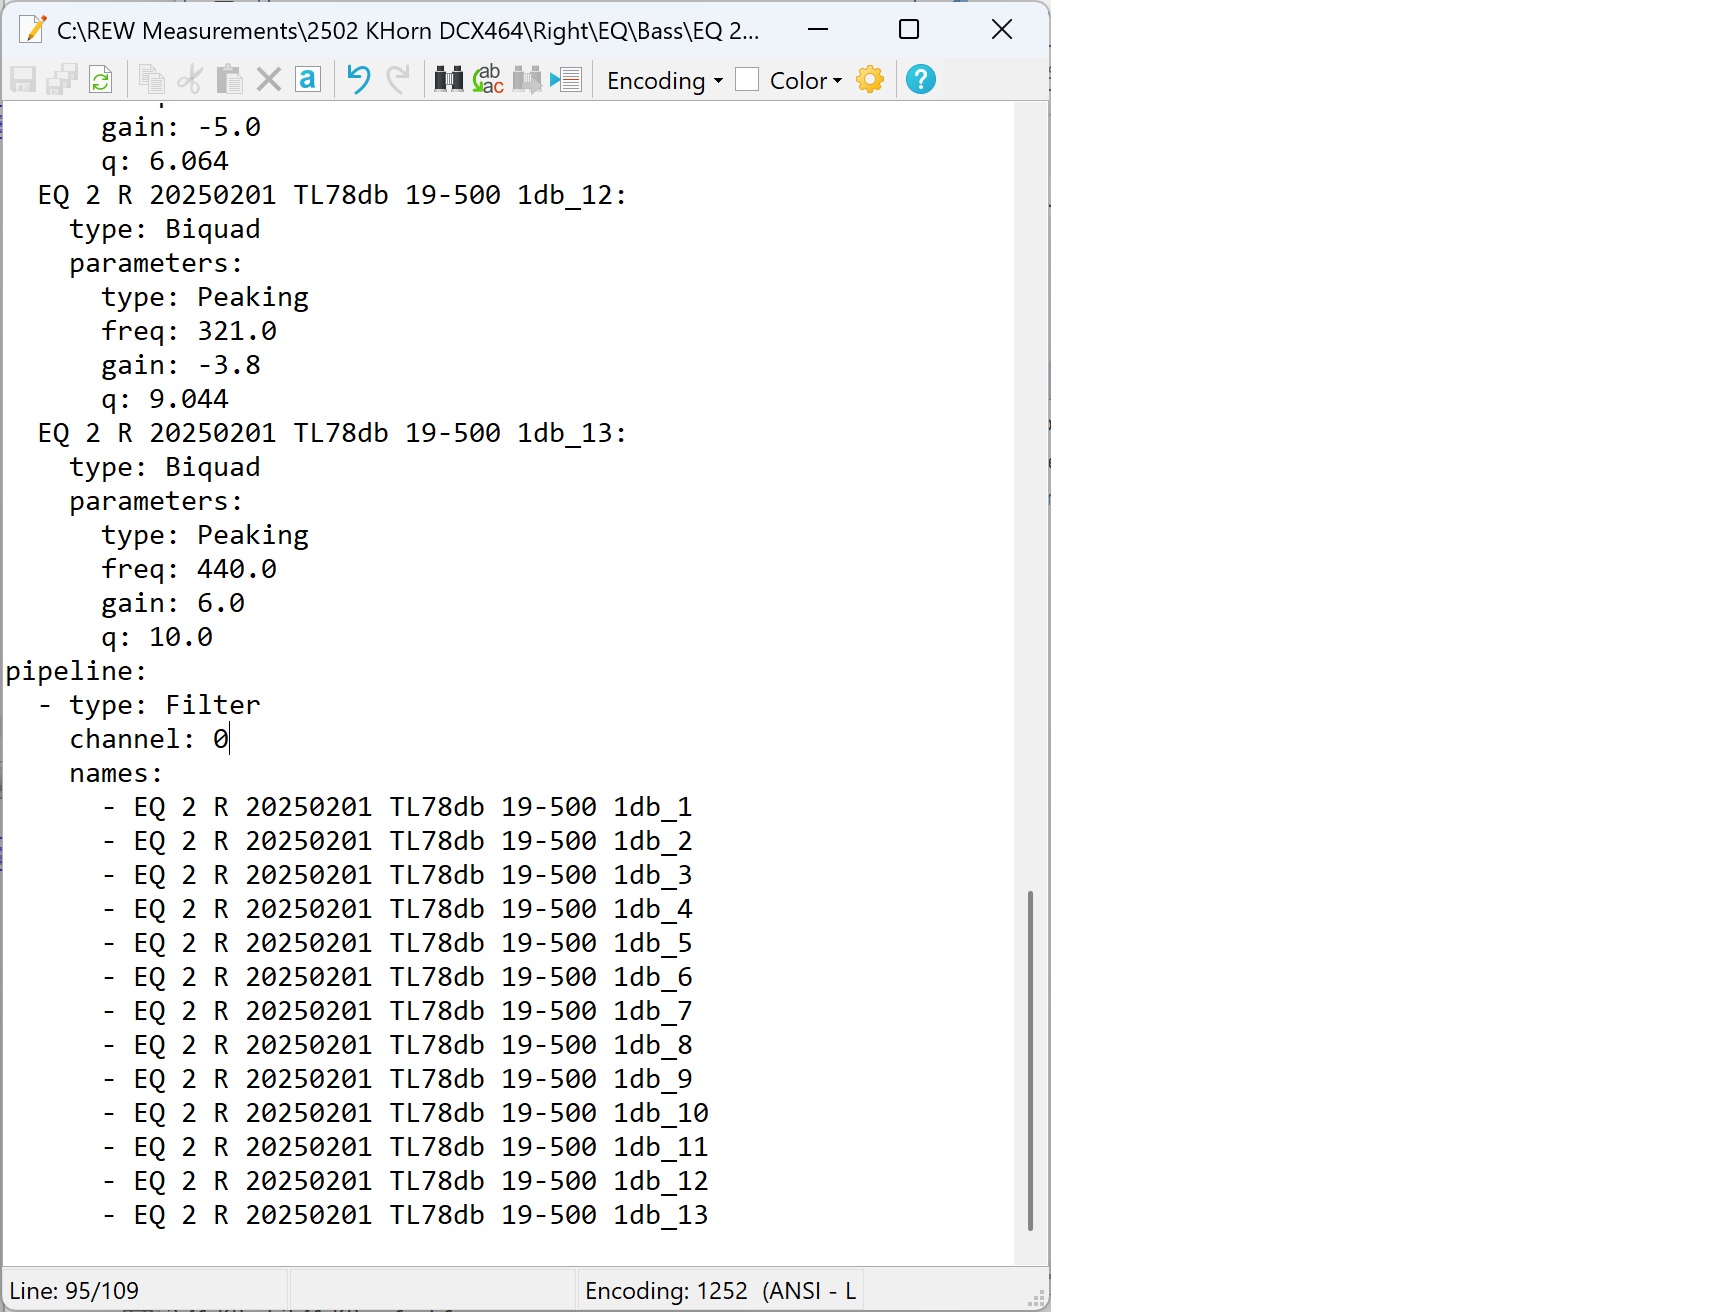 C:\REW Measurements\2502 KHorn DCX464\Right\EQ\Bass\EQ 2...
Encoding Color
gain: -5.0
q: 6.064
EQ 2 R 20250201 TL78db 19-500 1db_12:
type: Biquad
parameters:
type: Peaking
freq: 321.0
gain: -3.8
q: 9.044
EQ 2 R 20250201 TL78db 19-500 1db_13:
type: Biquad
parameters:
type: Peaking
freq: 440.0
gain: 6.0
q: 10.0
pipeline:
- type: Filter
channel: 0
names:
- EQ 2 R 20250201 TL78db 19-500 1db_1
- EQ 2 R 20250201 TL78db 19-500 1db_2
- EQ 2 R 20250201 TL78db 19-500 1db_3
- EQ 2 R 20250201 TL78db 19-500 1db_4
- EQ 2 R 20250201 TL78db 19-500 1db_5
- EQ 2 R 20250201 TL78db 19-500 1db_6
- EQ 2 R 20250201 TL78db 19-500 1db_7
- EQ 2 R 20250201 TL78db 19-500 1db_8
- EQ 2 R 20250201 TL78db 19-500 1db_9
- EQ 2 R 20250201 TL78db 19-500 1db_10
- EQ 2 R 20250201 TL78db 19-500 1db_11
- EQ 2 R 20250201 TL78db 19-500 1db_12
- EQ 2 R 20250201 TL78db 19-500 1db_13
Line: 95/109 Encoding: 1252 (ANSI - L